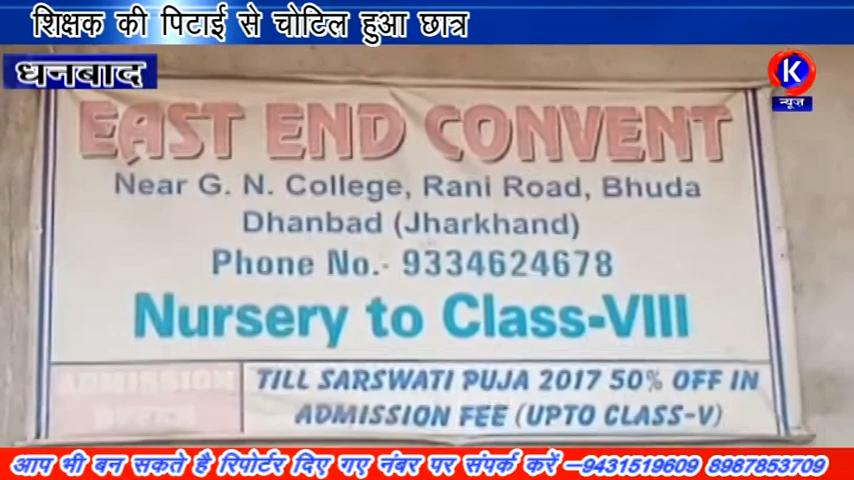 शिक्षक की पिटाई से चोटिल हुआ छात्र
धनबाद
K
न्यूज़
EAST END CONVENT
Near G. N. College, Rani Road, Bhuda
Dhanbad (Jharkhand)
Phone No.- 9334624678
Nursery to Class-VIII
ADMISSION
OPEN
TILL SARSWATI PUJA 2017 50% OFF IN
ADMISSION FEE (UPTO CLASS-V)
आप भी बन सकते है रिपोर्टर दिए गए नंबर पर संपर्क करें –9431519609 8987853709